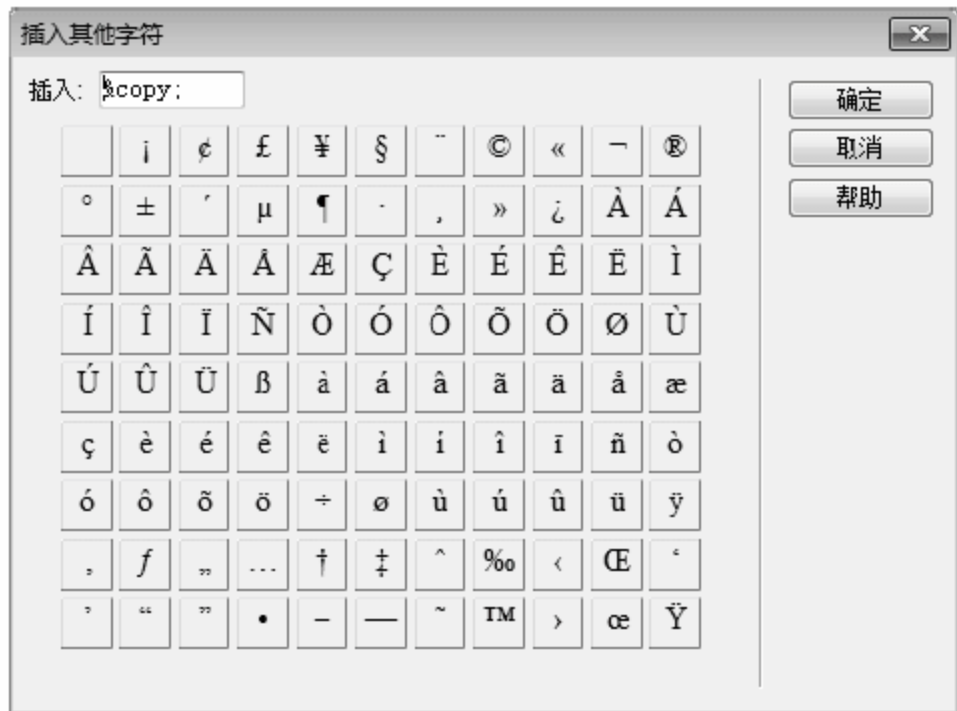 插入其他字符
插入: &copy; 确定
¡ ¢ £ ¥ § ¨ © « ¬ ® 取消
° ± ´ µ ¶ · ¸ » ¿ À Á 帮助
Â Ã Ä Å Æ Ç È É Ê Ë Ì
Í Î Ï Ñ Ò Ó Ô Õ Ö Ø Ù
Ú Û Ü ß à á â ã ä å æ
ç è é ê ë ì í î ï ñ ò
ó ô õ ö ÷ ø ù ú û ü ÿ
‚ ƒ „ … † ‡ ˆ ‰ ‹ Œ ‘
’ “ ” • – — ˜ ™ › œ Ÿ